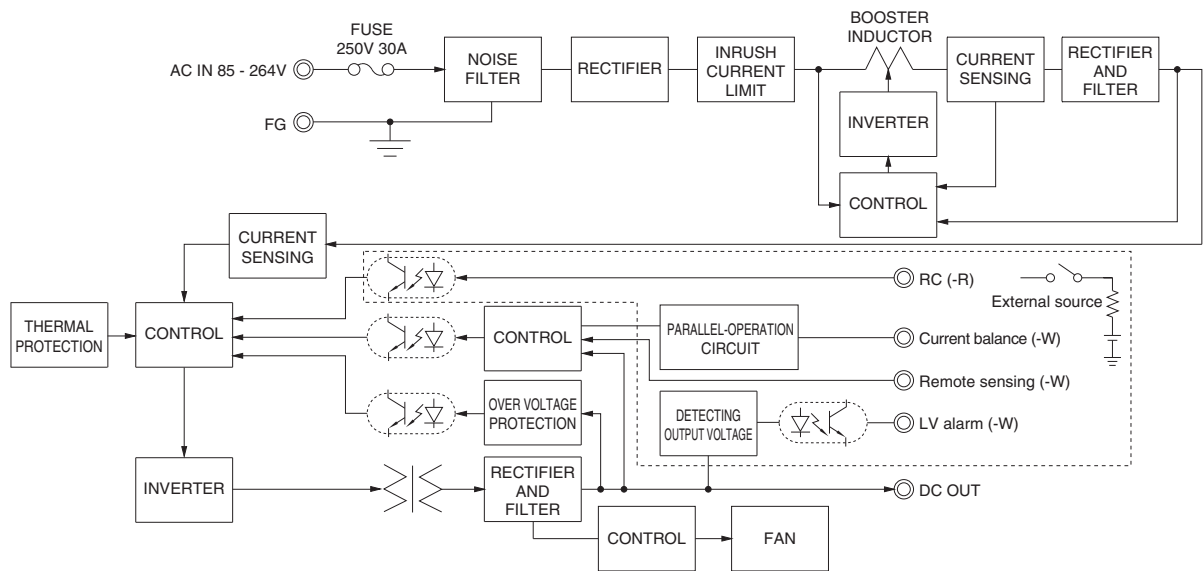 FUSE
250V 30A
AC IN 85 - 264V
NOISE
FILTER
RECTIFIER
INRUSH
CURRENT
LIMIT
BOOSTER
INDUCTOR
CURRENT
SENSING
RECTIFIER
AND
FILTER
FG
INVERTER
CONTROL
CURRENT
SENSING
RC (-R)
External source
THERMAL
PROTECTION
CONTROL
CONTROL
PARALLEL-OPERATION
CIRCUIT
Current balance (-W)
Remote sensing (-W)
OVER VOLTAGE
PROTECTION
DETECTING
OUTPUT VOLTAGE
LV alarm (-W)
INVERTER
RECTIFIER
AND
FILTER
DC OUT
CONTROL
FAN